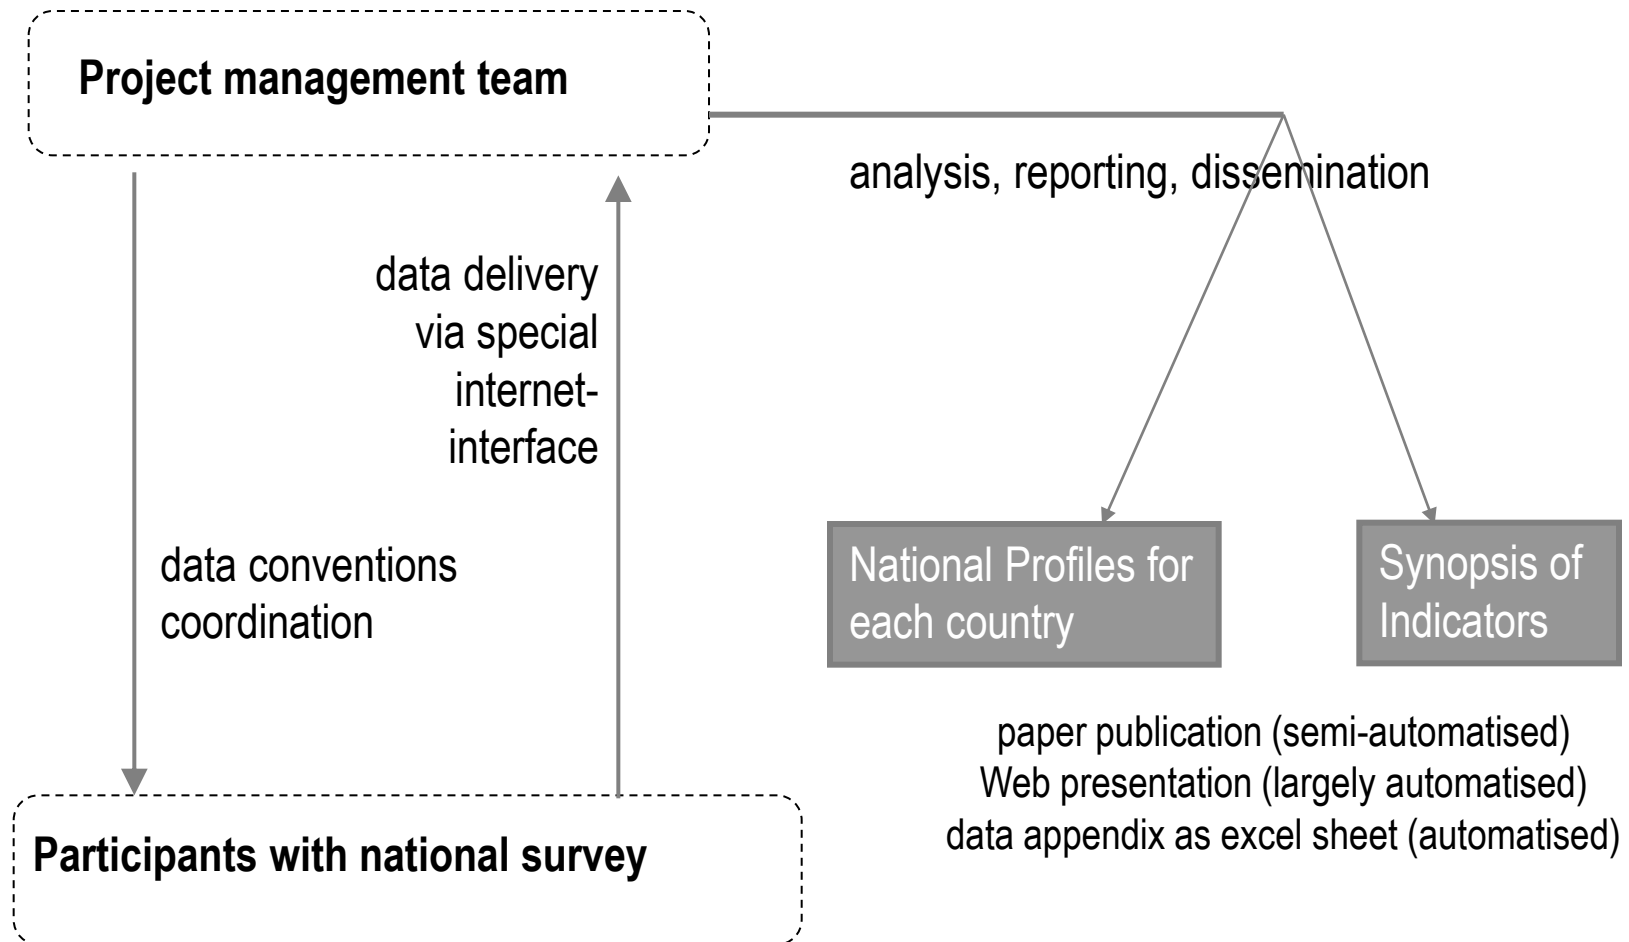 Project management team
analysis, reporting, dissemination
data delivery
via special
internet-
interface
data conventions
coordination
National Profiles for
each country
Synopsis of
Indicators
paper publication (semi-automatised)
Web presentation (largely automatised)
data appendix as excel sheet (automatised)
Participants with national survey